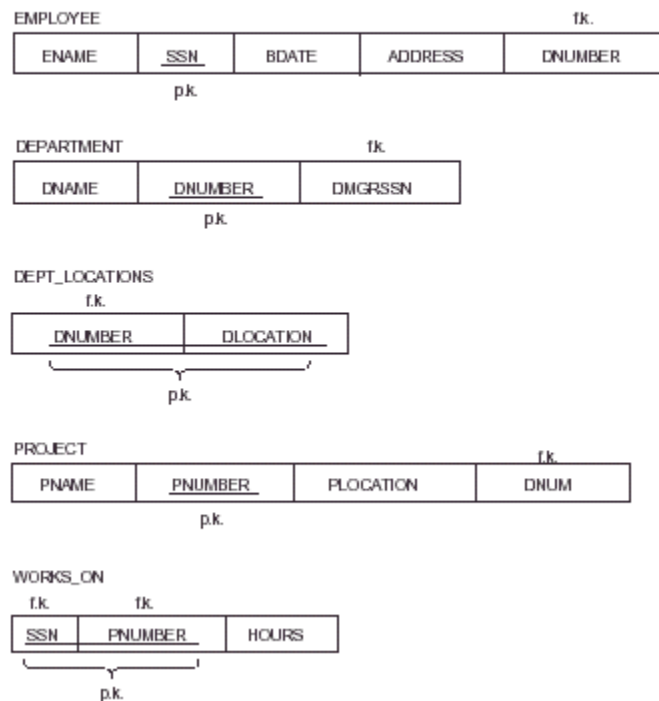 EMPLOYEE f.k.
ENAME SSN BDATE ADDRESS DNUMBER
p.k.
DEPARTMENT f.k.
DNAME DNUMBER DMGRSSN
p.k.
DEPT_LOCATIONS
f.k.
DNUMBER DLOCATION
p.k.
PROJECT f.k.
PNAME PNUMBER PLOCATION DNUM
p.k.
WORKS_ON
f.k. f.k.
SSN PNUMBER HOURS
p.k.